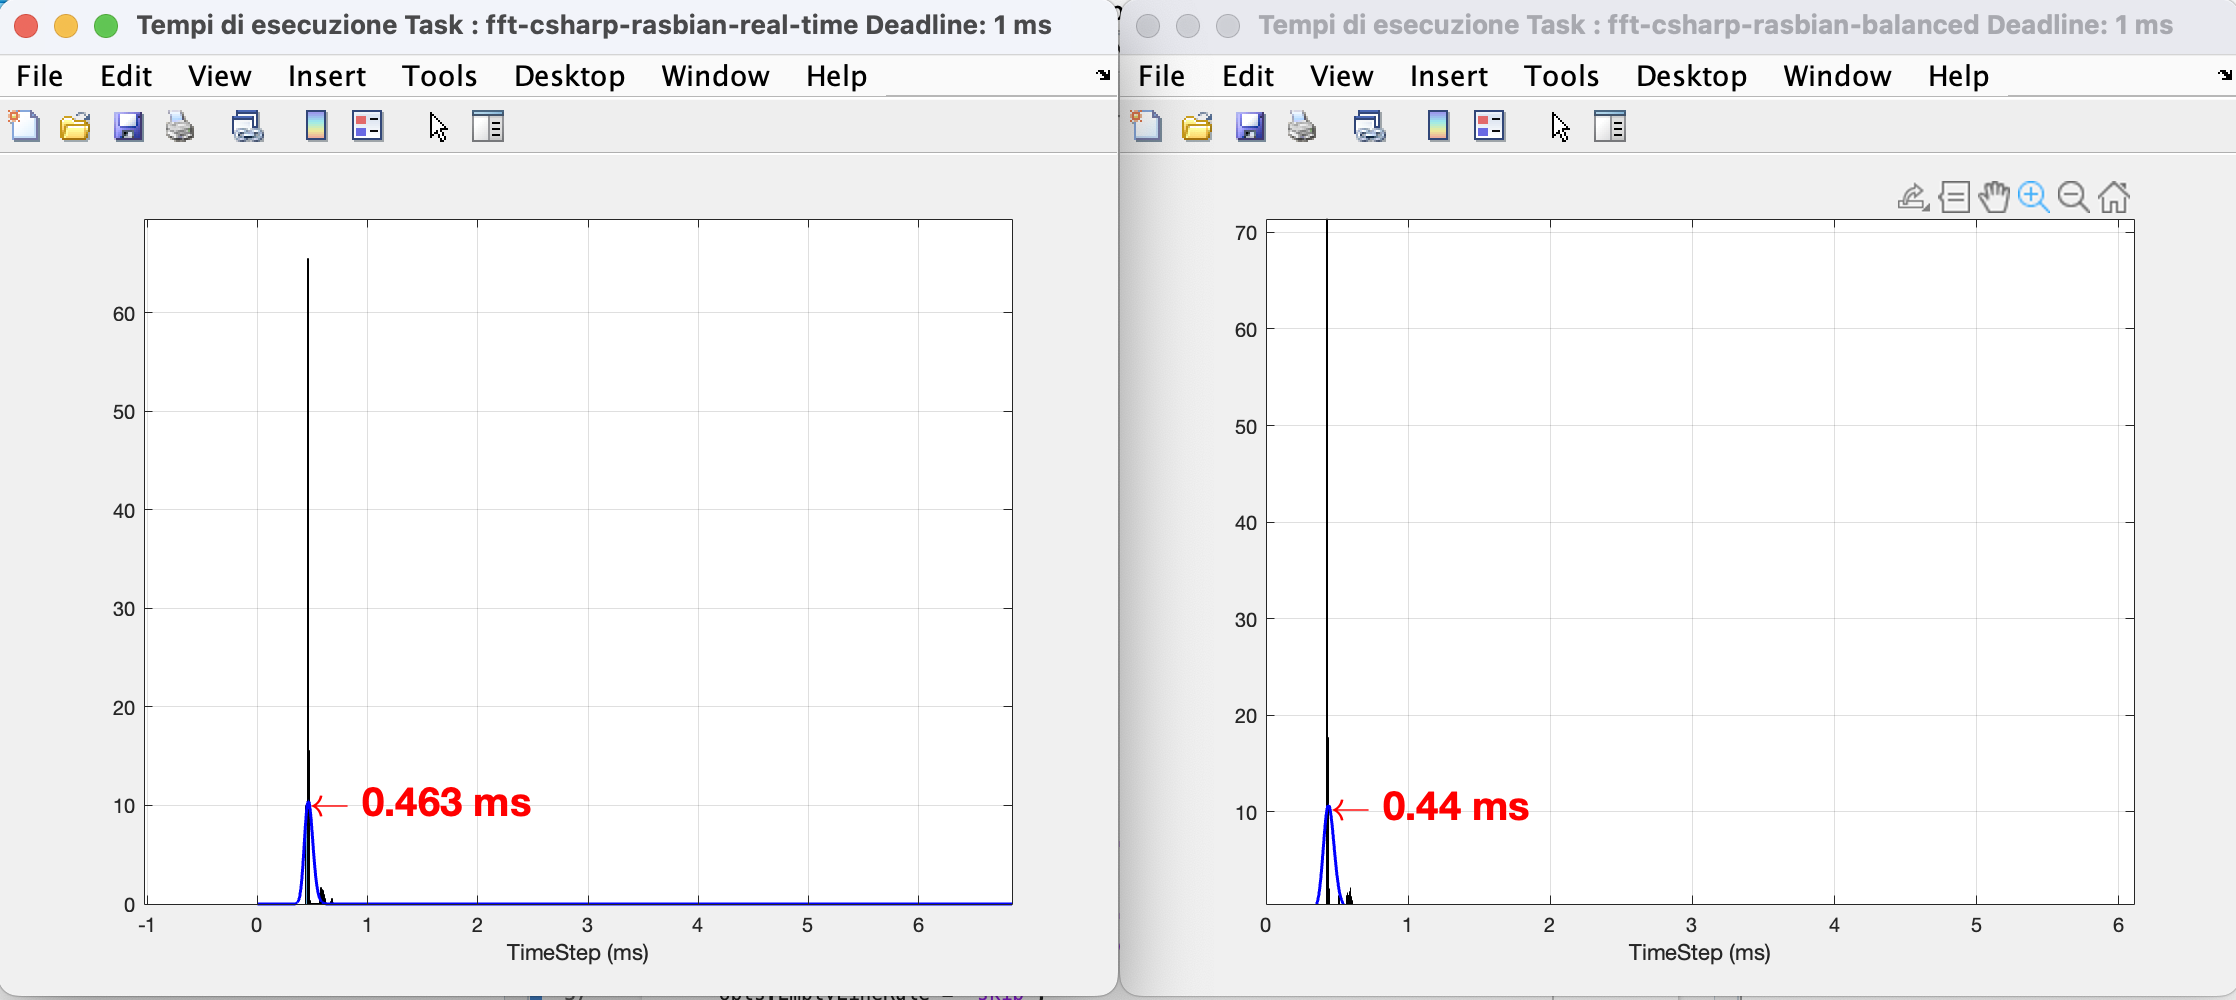 Tempi di esecuzione Task : fft-csharp-rasbian-real-time Deadline: 1 ms
File Edit View Insert Tools Desktop Window Help
60
50
40
30
20
10
0
0.463 ms
-1 0 1 2 3 4 5 6
TimeStep (ms)
Tempi di esecuzione Task : fft-csharp-rasbian-balanced Deadline: 1 ms
File Edit View Insert Tools Desktop Window Help
70
60
50
40
30
20
10
0.44 ms
0 1 2 3 4 5 6
TimeStep (ms)